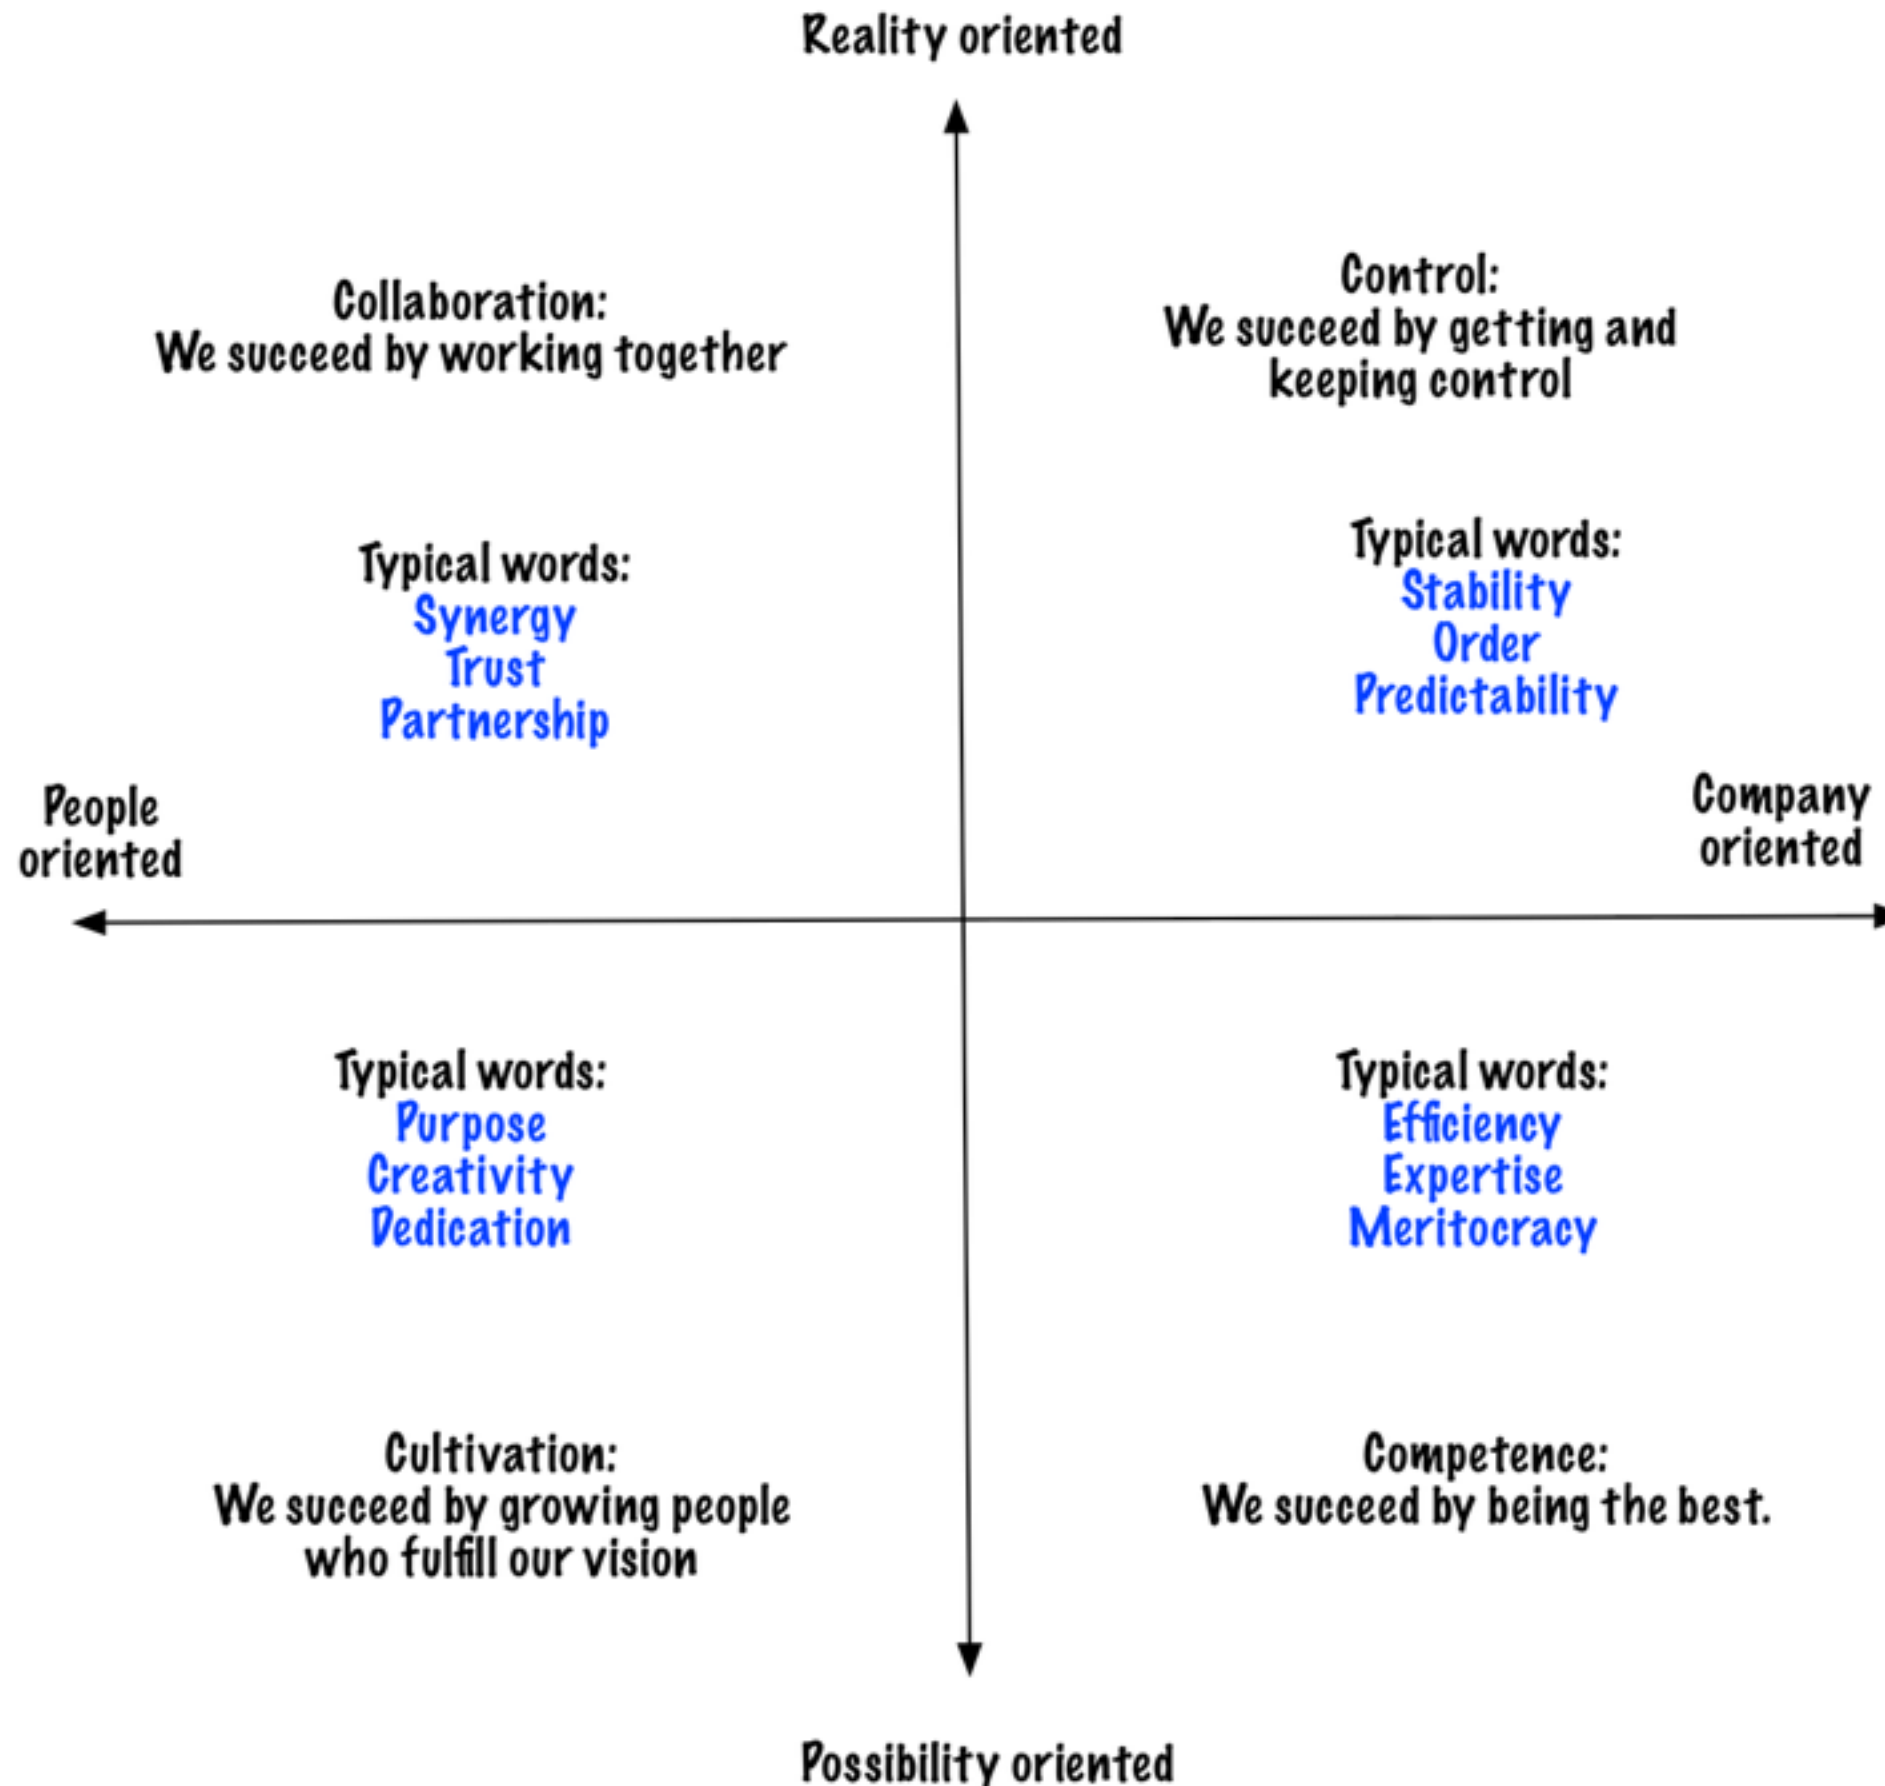 Reality oriented
Collaboration:
We succeed by working together
Control:
We succeed by getting and
keeping control
Typical words:
Synergy
Trust
Partnership
Typical words:
Stability
Order
Predictability
People
oriented
Company
oriented
Typical words:
Purpose
Creativity
Dedication
Typical words:
Efficiency
Expertise
Meritocracy
Cultivation:
We succeed by growing people
who fulfill our vision
Competence:
We succeed by being the best.
Possibility oriented